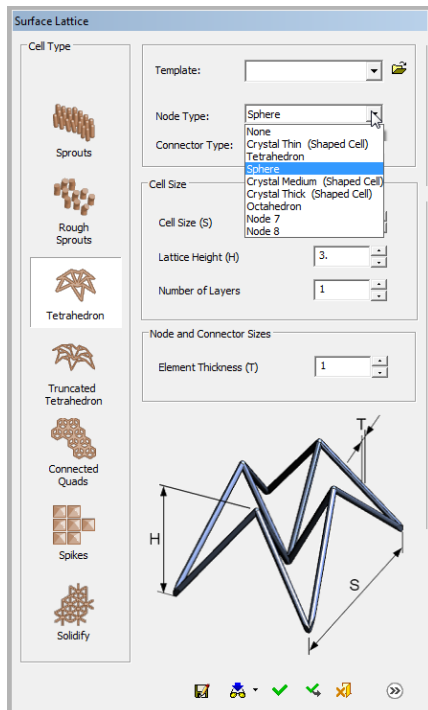 Surface Lattice
Cell Type
Sprouts
Rough
Sprouts
Tetrahedron
Truncated
Tetrahedron
Connected
Quads
Spikes
Solidify
Template:
Node Type:
Sphere
Connector Type:
None
Crystal Thin (Shaped Cell)
Tetrahedron
Sphere
Crystal Medium (Shaped Cell)
Crystal Thick (Shaped Cell)
Octahedron
Node 7
Node 8
Cell Size
Cell Size (S)
Lattice Height (H)
3.
Number of Layers
1
Node and Connector Sizes
Element Thickness (T)
1
T
H
S